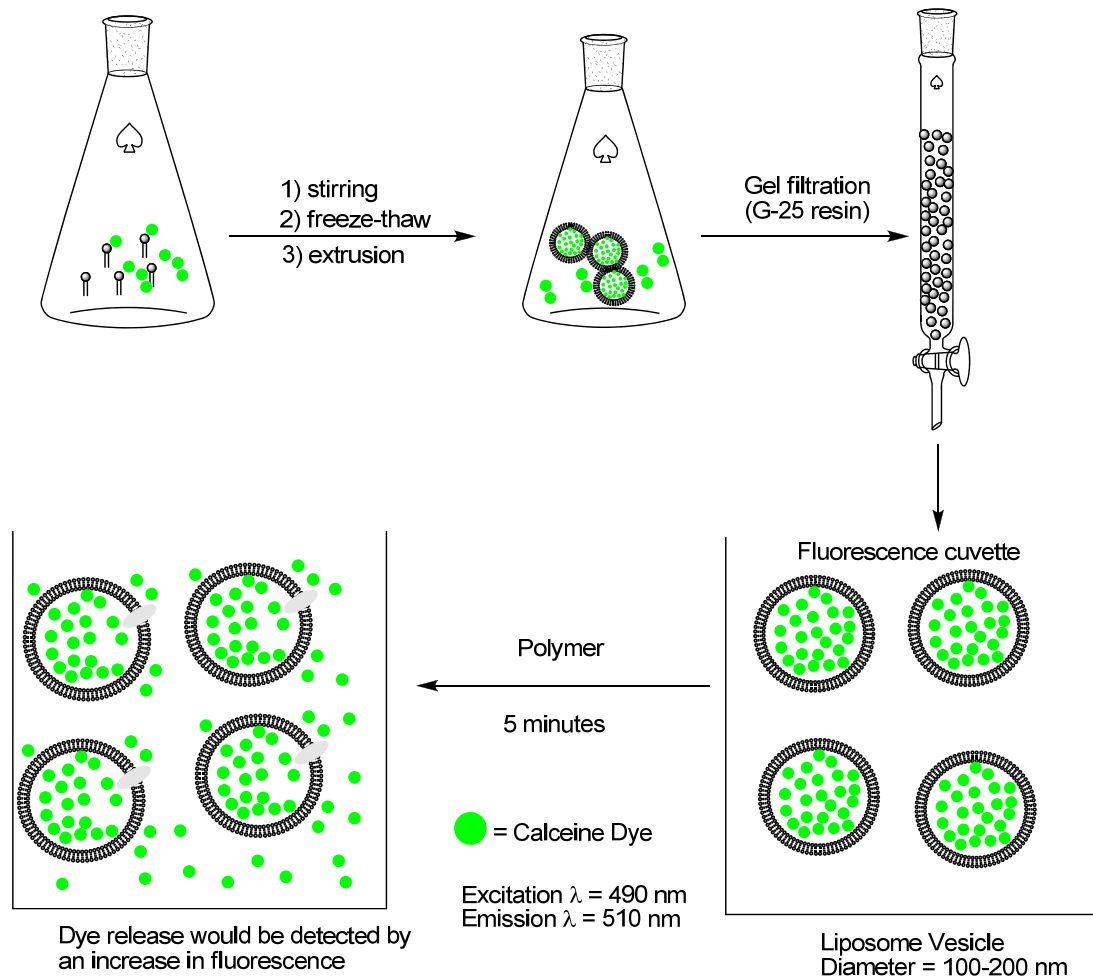 1) stirring
2) freeze-thaw
3) extrusion
Gel filtration
(G-25 resin)
Fluorescence cuvette
Polymer
5 minutes
= Calceine Dye
Excitation λ = 490 nm
Emission λ = 510 nm
Dye release would be detected by
an increase in fluorescence
Liposome Vesicle
Diameter = 100-200 nm